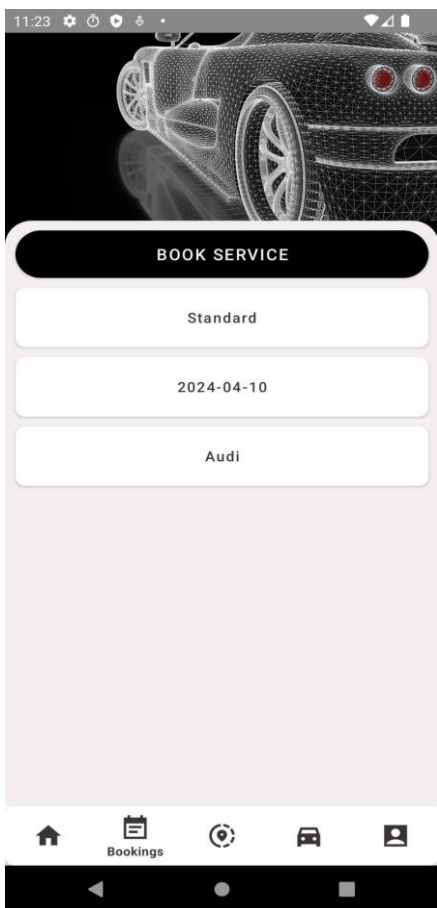 11:23
BOOK SERVICE
Standard
2024-04-10
Audi
Bookings